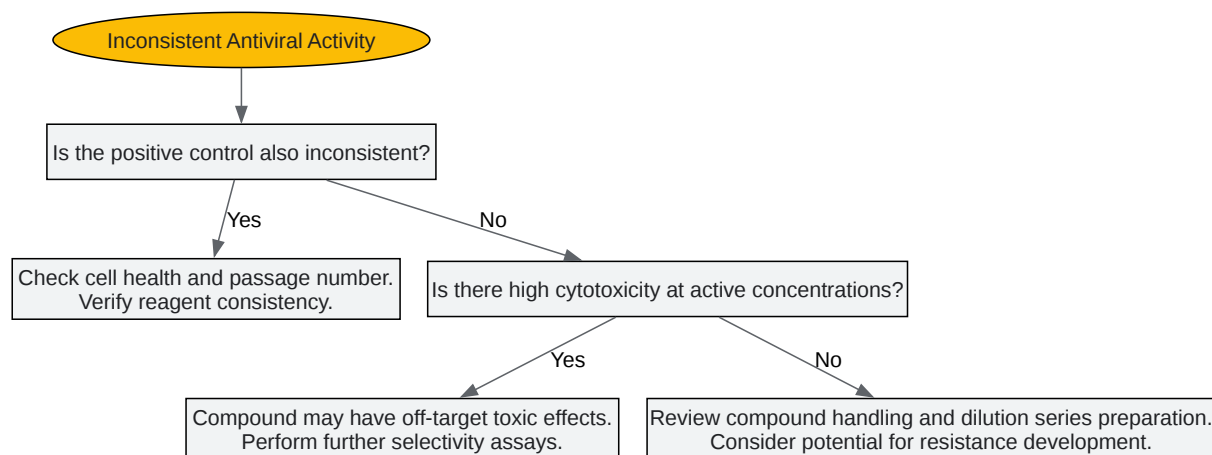 Inconsistent Antiviral Activity
Is the positive control also inconsistent?
Yes
No
Check cell health and passage number.
Verify reagent consistency.
Is there high cytotoxicity at active concentrations?
Yes
No
Compound may have off-target toxic effects.
Perform further selectivity assays.
Review compound handling and dilution series preparation.
Consider potential for resistance development.